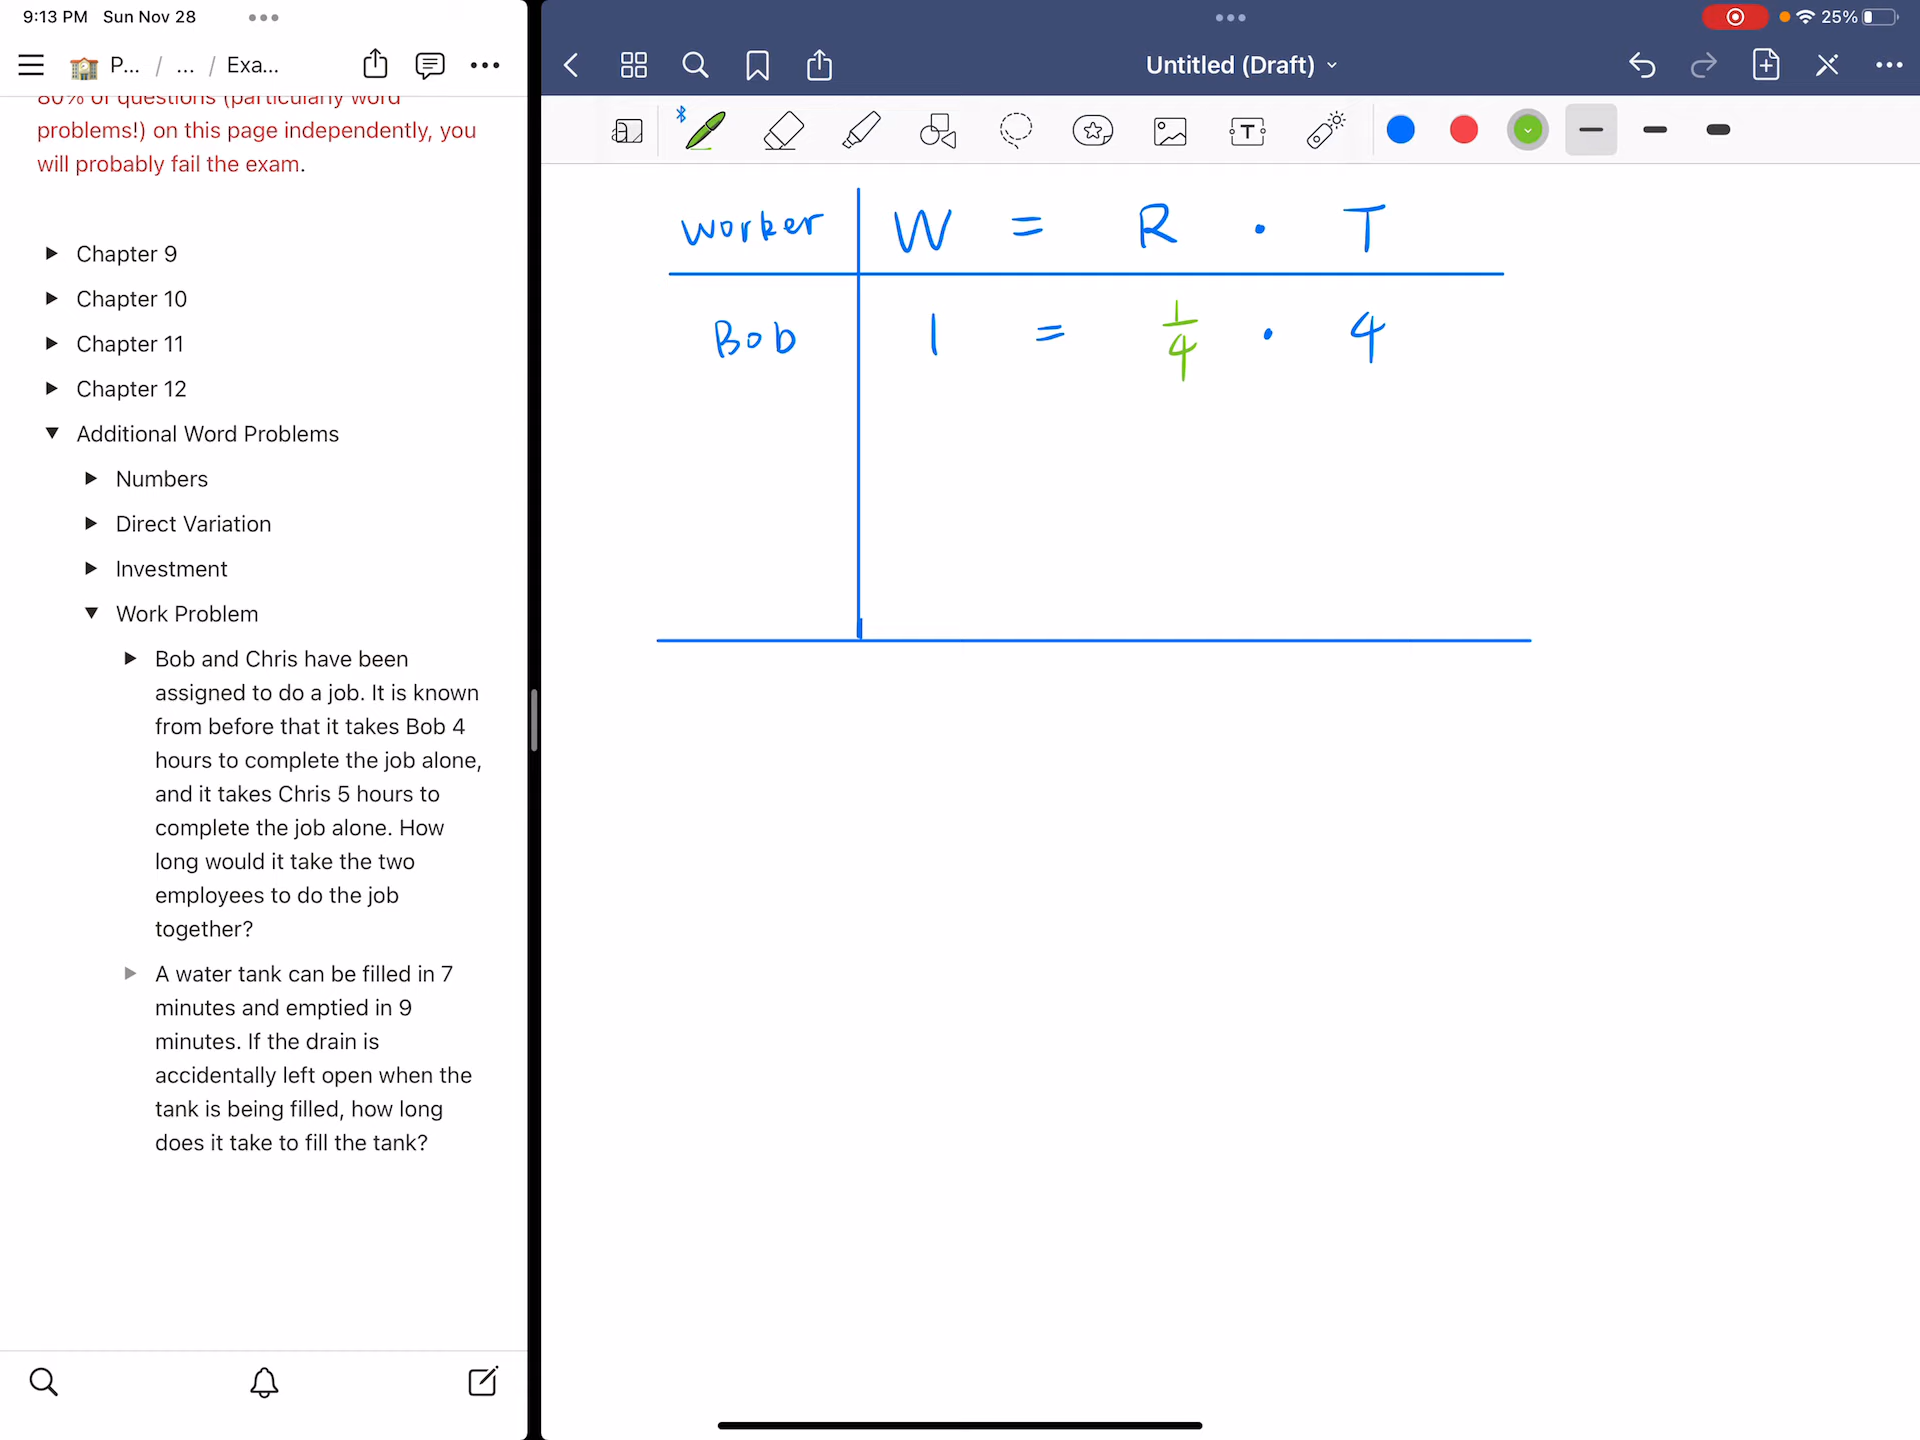 9:13 PM Sun Nov 28
P... / ... / Exa...
80% of questions (particularly word
problems!) on this page independently, you
will probably fail the exam.
Chapter 9
Chapter 10
Chapter 11
Chapter 12
Additional Word Problems
Numbers
Direct Variation
Investment
Work Problem
Bob and Chris have been
assigned to do a job. It is known
from before that it takes Bob 4
hours to complete the job alone,
and it takes Chris 5 hours to
complete the job alone. How
long would it take the two
employees to do the job
together?
A water tank can be filled in 7
minutes and emptied in 9
minutes. If the drain is
accidentally left open when the
tank is being filled, how long
does it take to fill the tank?
25%
Untitled (Draft)
T
Worker W = R · T
Bob 1 = 1/4 · 4